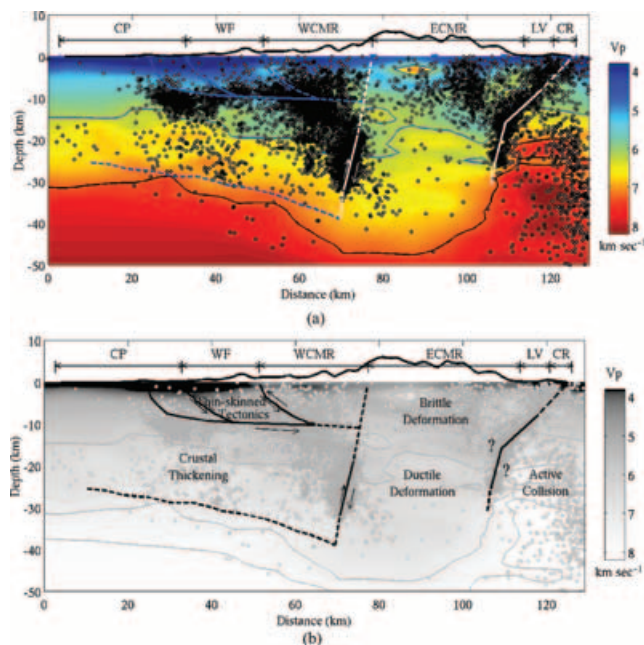 CP WF WCMR ECMR LV CR
Vp
10
0
-10
-20
-30
-40
-50
Depth (km)
4
5
6
7
8
km sec⁻¹
0 20 40 60 80 100 120
Distance (km)
(a)
CP WF WCMR ECMR LV CR
Vp
10
0
-10
-20
-30
-40
-50
Depth (km)
Thin-skinned
Tectonics
Brittle
Deformation
Crustal
Thickening
Ductile
Deformation
?
?
Active
Collision
4
5
6
7
8
km sec⁻¹
0 20 40 60 80 100 120
Distance (km)
(b)